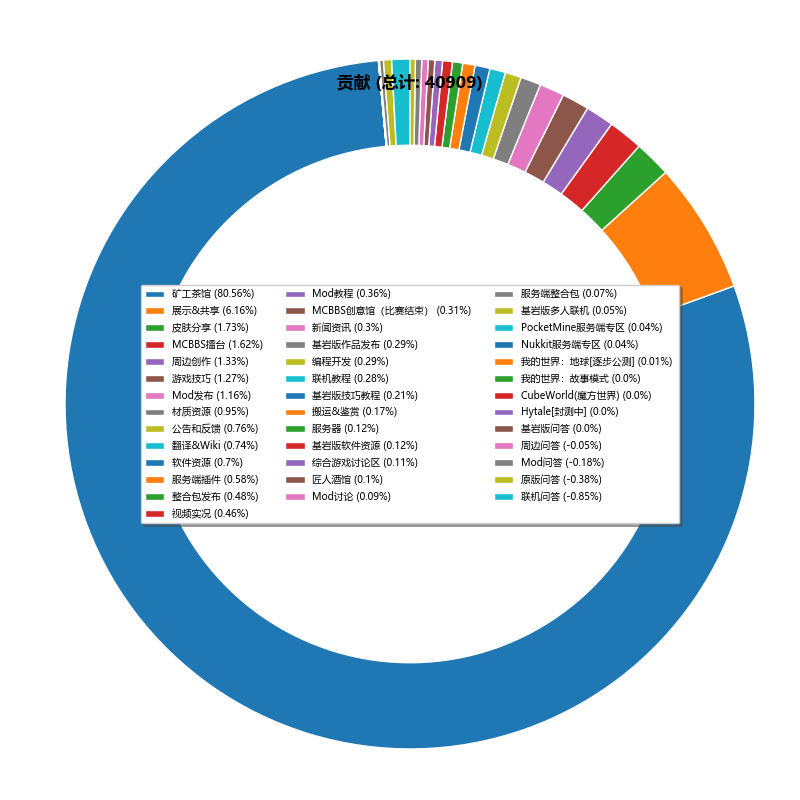 贡献 (总计: 40909)
矿工茶馆 (80.56%)
展示&共享 (6.16%)
皮肤分享 (1.73%)
MCBBS擂台 (1.62%)
周边创作 (1.33%)
游戏技巧 (1.27%)
Mod发布 (1.16%)
材质资源 (0.95%)
公告和反馈 (0.76%)
翻译&Wiki (0.74%)
软件资源 (0.7%)
服务端插件 (0.58%)
整合包发布 (0.48%)
视频实况 (0.46%)
Mod教程 (0.36%)
MCBBS创意馆（比赛结束） (0.31%)
新闻资讯 (0.3%)
基岩版作品发布 (0.29%)
编程开发 (0.29%)
联机教程 (0.28%)
基岩版技巧教程 (0.21%)
搬运&鉴赏 (0.17%)
服务器 (0.12%)
基岩版软件资源 (0.12%)
综合游戏讨论区 (0.11%)
匠人酒馆 (0.1%)
Mod讨论 (0.09%)
服务端整合包 (0.07%)
基岩版多人联机 (0.05%)
PocketMine服务端专区 (0.04%)
Nukkit服务端专区 (0.04%)
我的世界：地球[逐步公测] (0.01%)
我的世界：故事模式 (0.0%)
CubeWorld(魔方世界) (0.0%)
Hytale[封测中] (0.0%)
基岩版问答 (0.0%)
周边问答 (-0.05%)
Mod问答 (-0.18%)
原版问答 (-0.38%)
联机问答 (-0.85%)